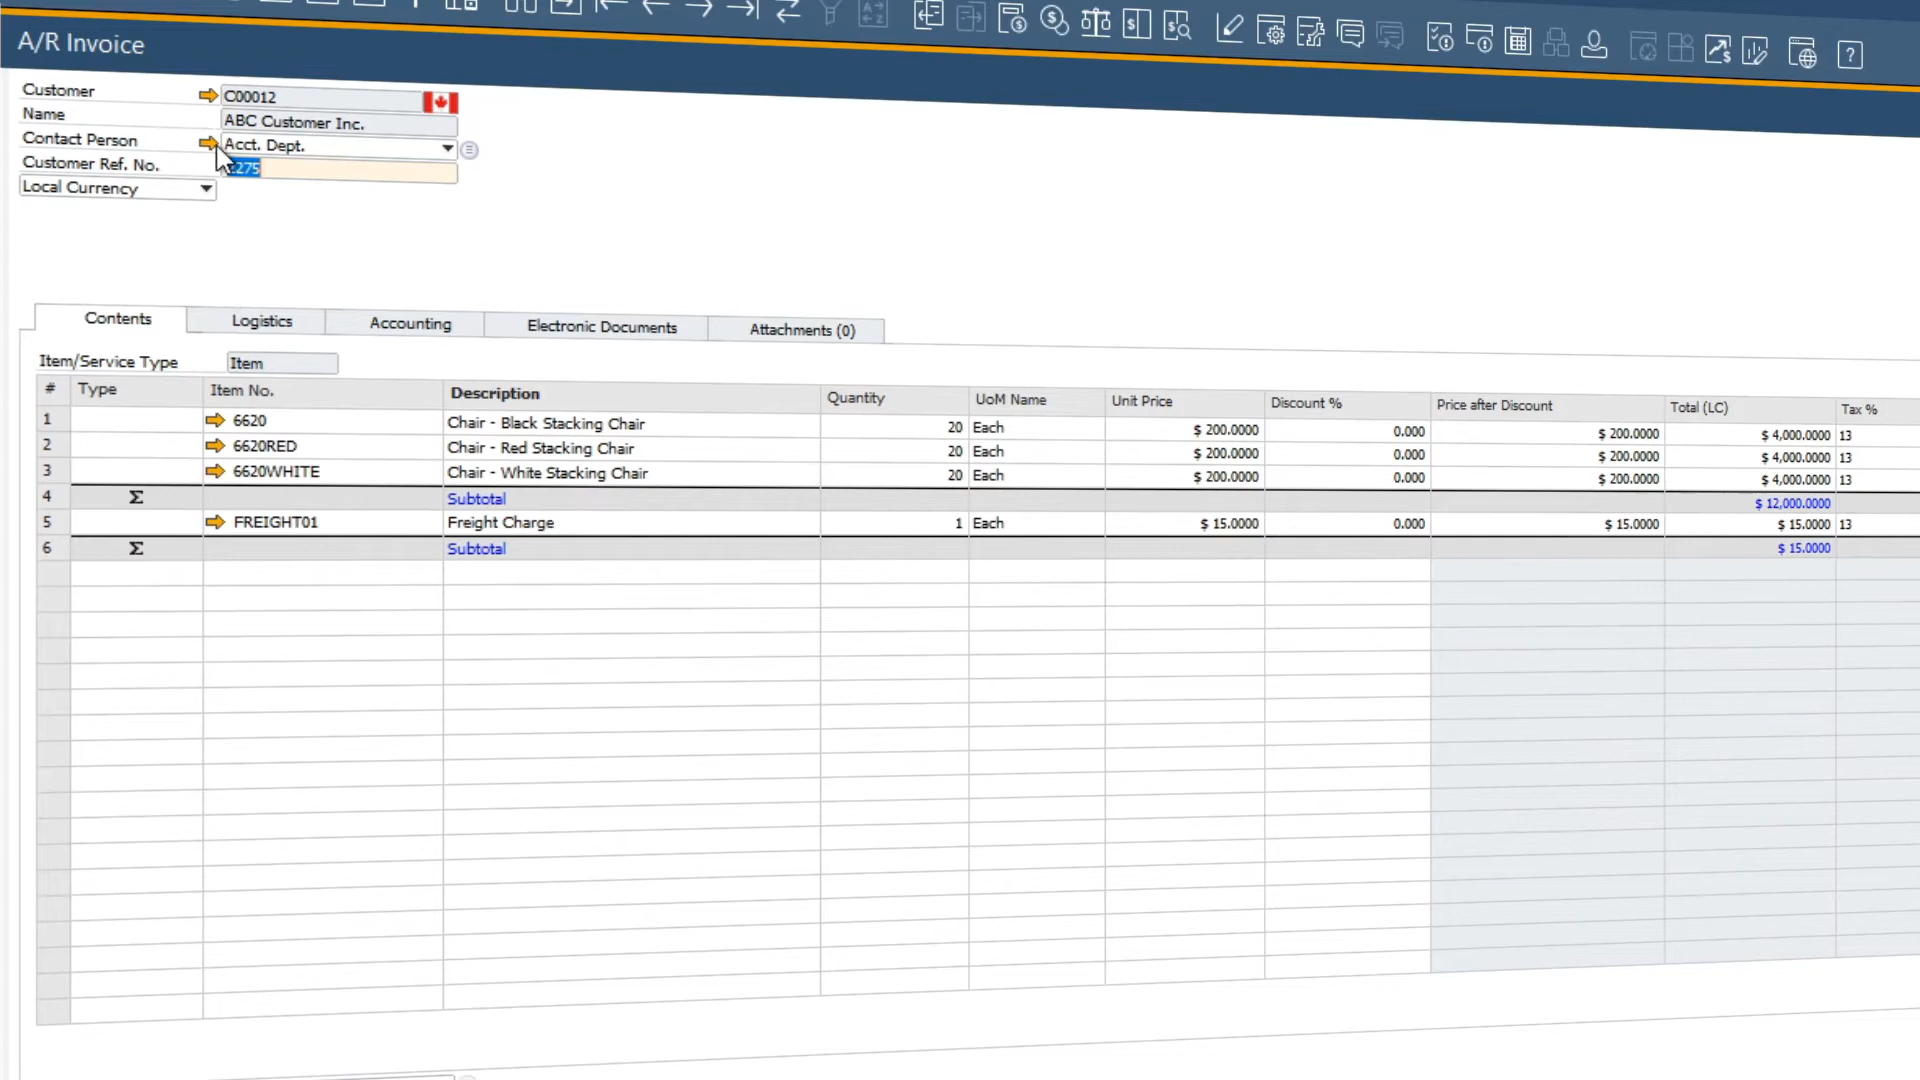 A/R Invoice
Customer C00012
Name ABC Customer Inc.
Contact Person Acct. Dept.
Customer Ref. No.
Local Currency
Contents Logistics Accounting Electronic Documents Attachments (0)
Item/Service Type Item
# Type Item No. Description Quantity UoM Name Unit Price Discount % Price after Discount Total (LC) Tax %
1 6620 Chair - Black Stacking Chair 20 Each $ 200.0000 0.000 $ 200.0000 $ 4,000.0000 13
2 6620RED Chair - Red Stacking Chair 20 Each $ 200.0000 0.000 $ 200.0000 $ 4,000.0000 13
3 6620WHITE Chair - White Stacking Chair 20 Each $ 200.0000 0.000 $ 200.0000 $ 4,000.0000 13
4 Σ Subtotal $ 12,000.0000
5 FREIGHT01 Freight Charge 1 Each $ 15.0000 0.000 $ 15.0000 $ 15.0000 13
6 Σ Subtotal $ 15.0000